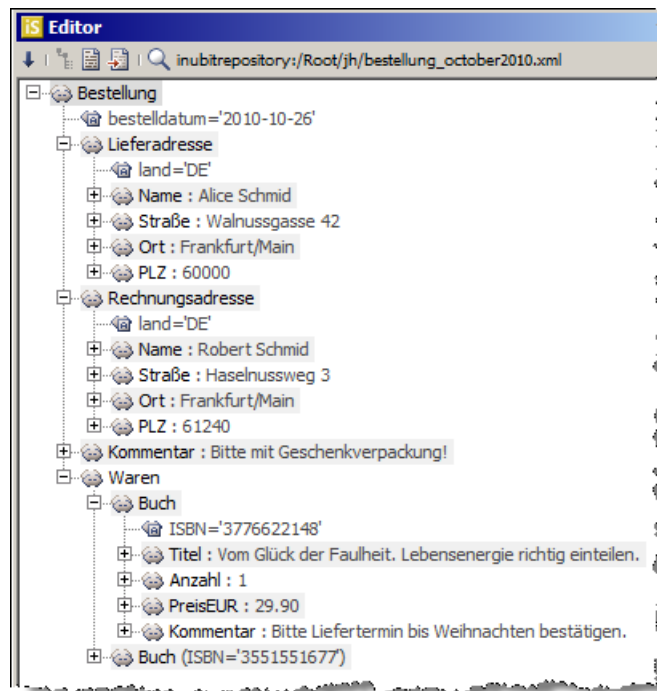 iS Editor
inubitrepository:/Root/jh/bestellung_october2010.xml
Bestellung
bestelldatum='2010-10-26'
Lieferadresse
land='DE'
Name : Alice Schmid
Straße : Walnussgasse 42
Ort : Frankfurt/Main
PLZ : 60000
Rechnungsadresse
land='DE'
Name : Robert Schmid
Straße : Haselnussweg 3
Ort : Frankfurt/Main
PLZ : 61240
Kommentar : Bitte mit Geschenkverpackung!
Waren
Buch
ISBN='3776622148'
Titel : Vom Glück der Faulheit. Lebensenergie richtig einteilen.
Anzahl : 1
PreisEUR : 29.90
Kommentar : Bitte Liefertermin bis Weihnachten bestätigen.
Buch (ISBN='3551551677')